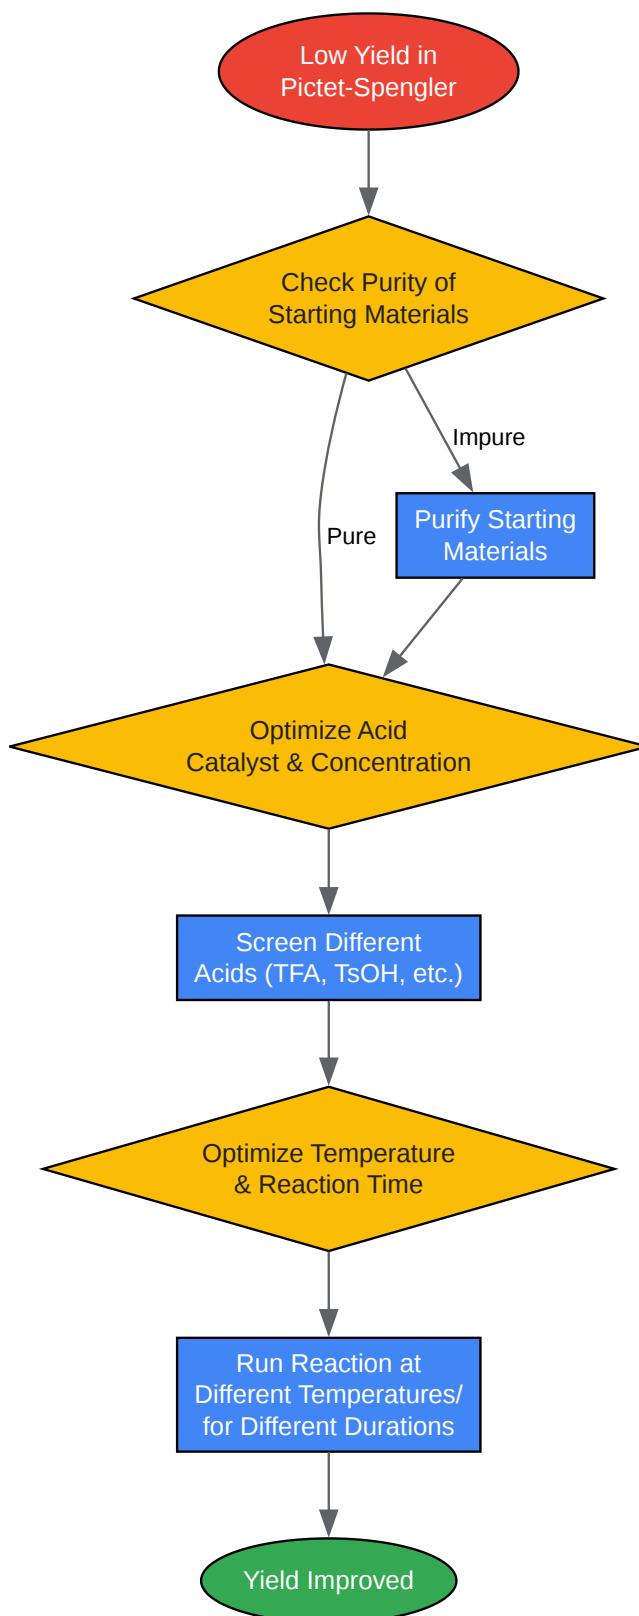 Low Yield in
Pictet-Spengler
Check Purity of
Starting Materials
Impure
Purify Starting
Materials
Pure
Optimize Acid
Catalyst & Concentration
Screen Different
Acids (TFA, TsOH, etc.)
Optimize Temperature
& Reaction Time
Run Reaction at
Different Temperatures/
for Different Durations
Yield Improved